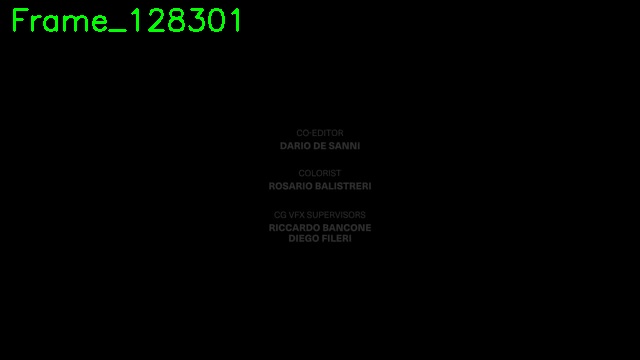 Frame_128301
CO-EDITOR
DARIO DE SANNI
COLORIST
ROSARIO BALISTRERI
CG VFX SUPERVISORS
RICCARDO BANCONE
DIEGO FILERI